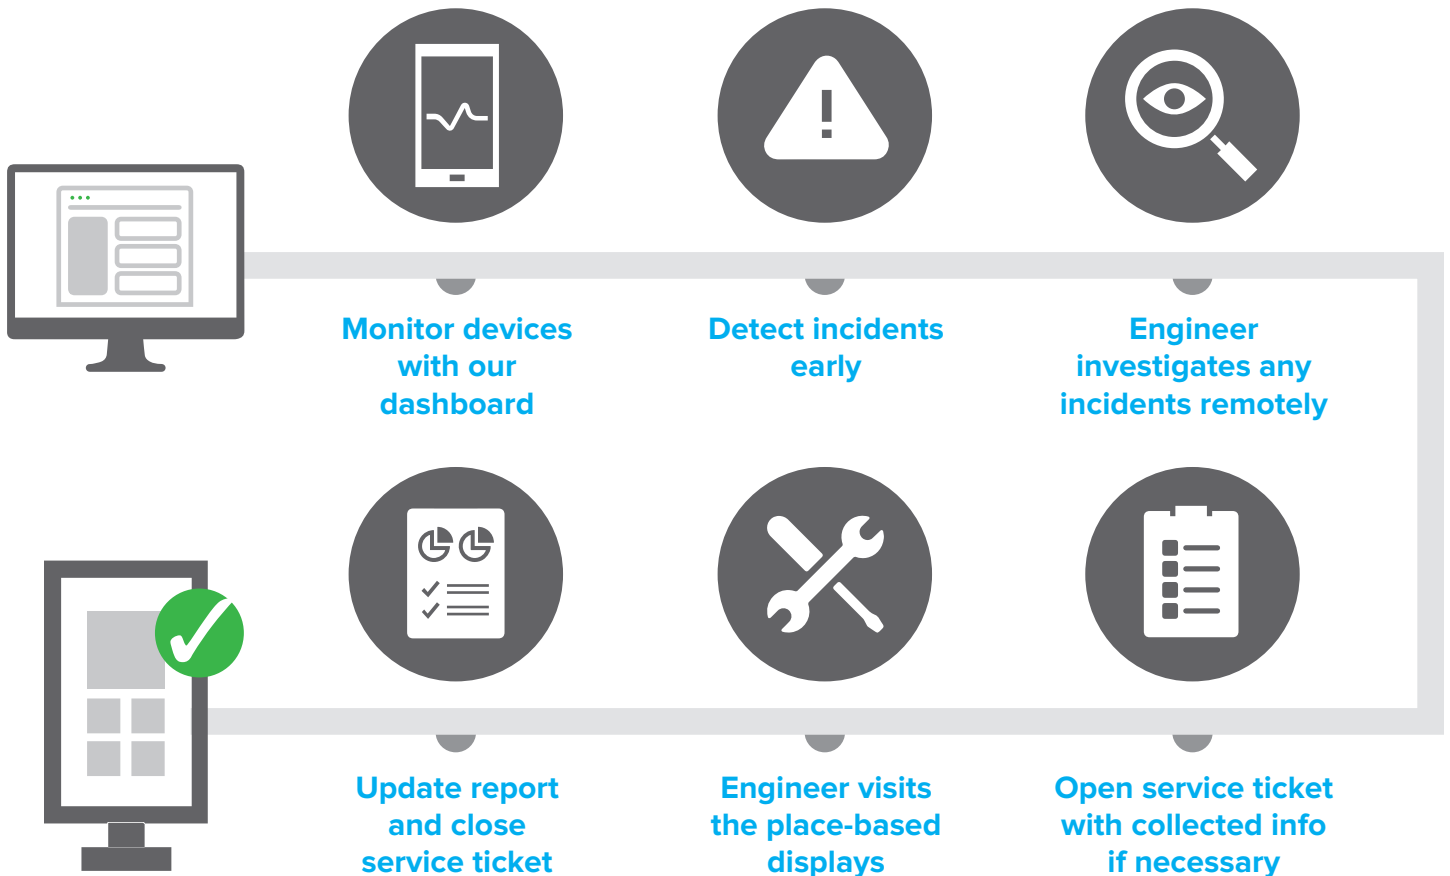 Monitor devices
with our
dashboard
Detect incidents
early
Engineer
investigates any
incidents remotely
Update report
and close
service ticket
Engineer visits
the place-based
displays
Open service ticket
with collected info
if necessary